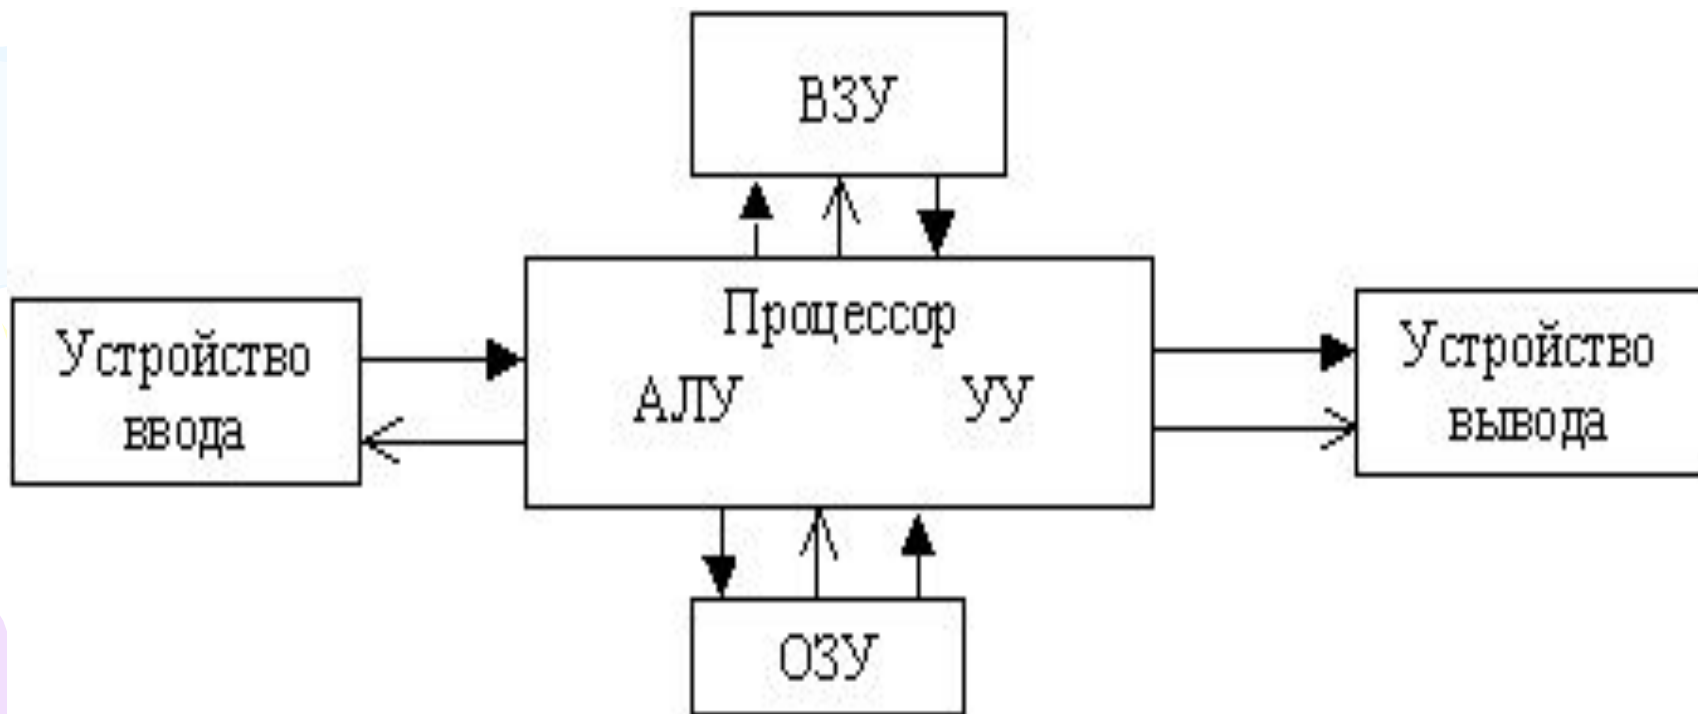 ВЗУ
Устройство
ввода
Процессор
АЛУ УУ
Устройство
вывода
ОЗУ